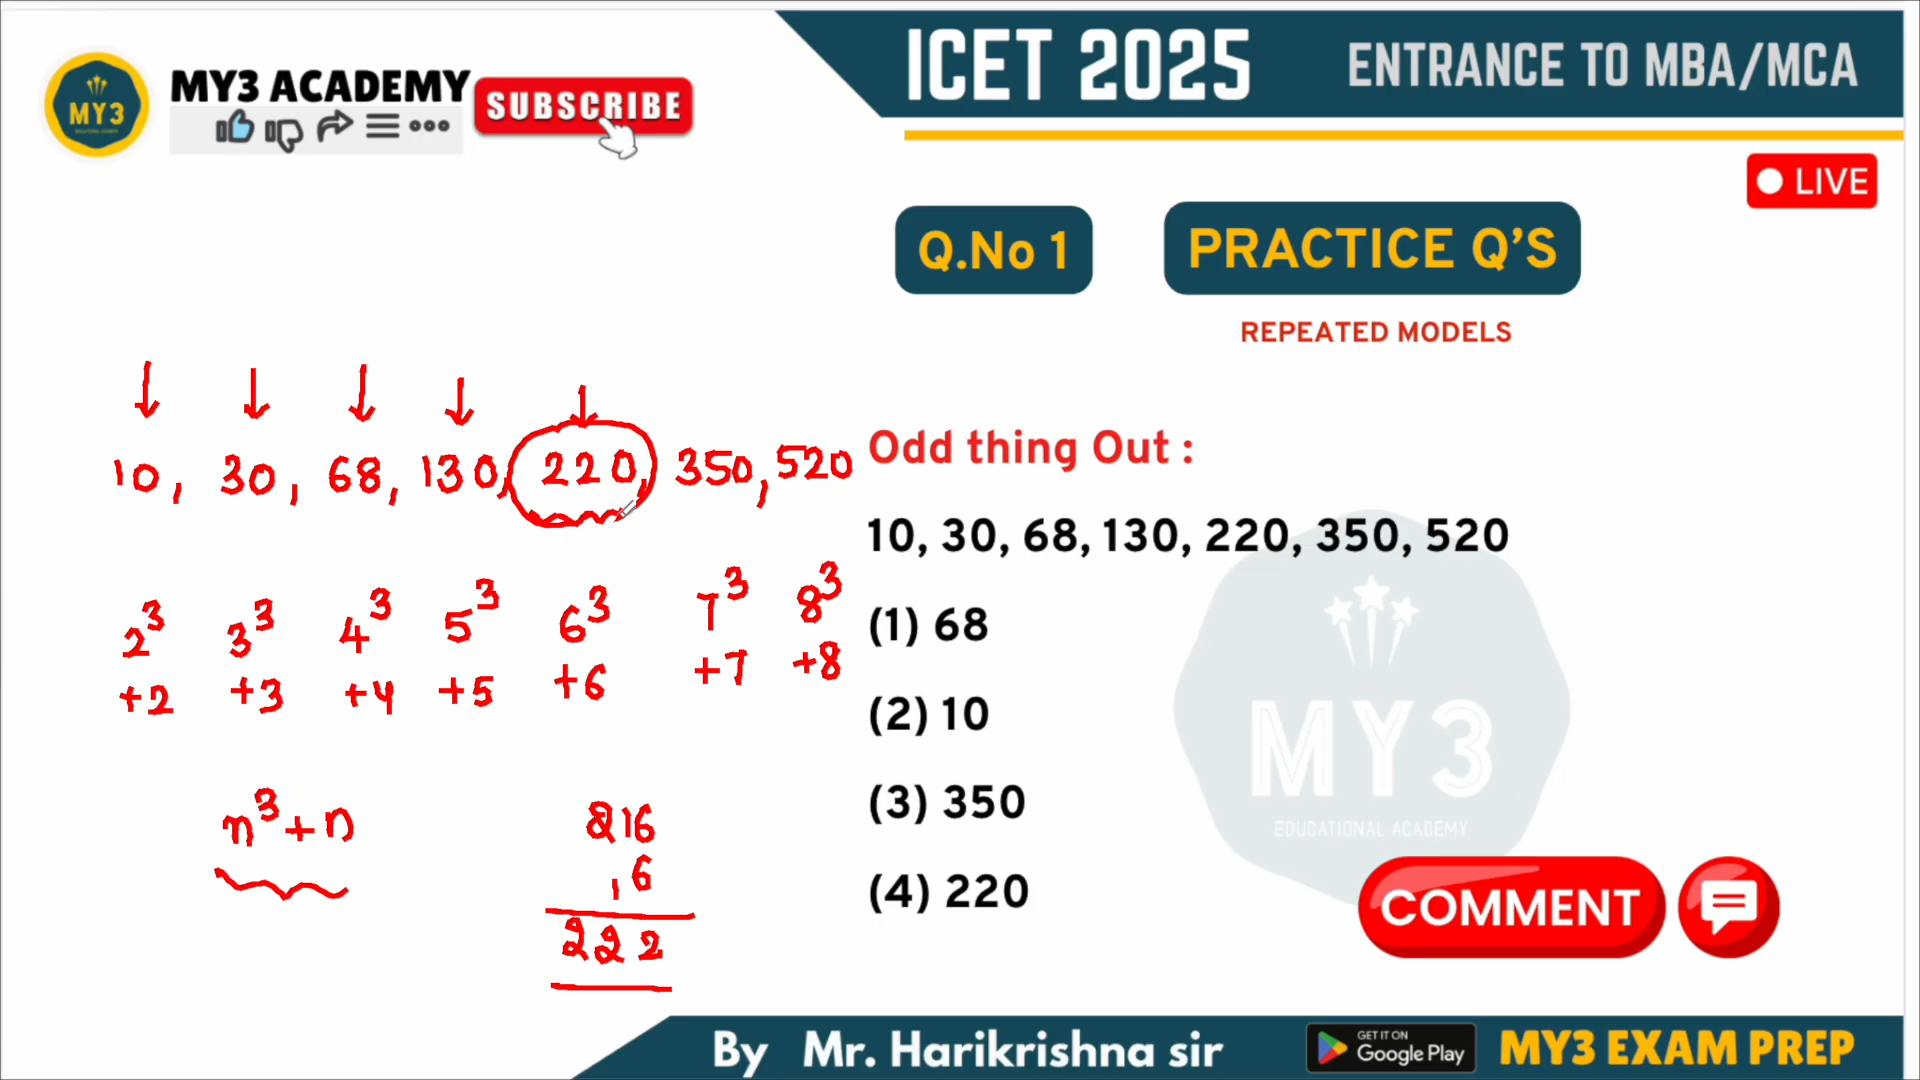 MY3
MY3 ACADEMY
SUBSCRIBE
ICET 2025
ENTRANCE TO MBA/MCA
LIVE
Q.No 1
PRACTICE Q'S
REPEATED MODELS
10, 30, 68, 130, 220, 350, 520
2³ 3³ 4³ 5³ 6³ 7³ 8³
+2 +3 +4 +5 +6 +7 +8
n³+n
216
6
222
Odd thing Out :
10, 30, 68, 130, 220, 350, 520
(1) 68
(2) 10
(3) 350
(4) 220
MY3
EDUCATIONAL ACADEMY
COMMENT
By Mr. Harikrishna sir
GET IT ON
Google Play
MY3 EXAM PREP